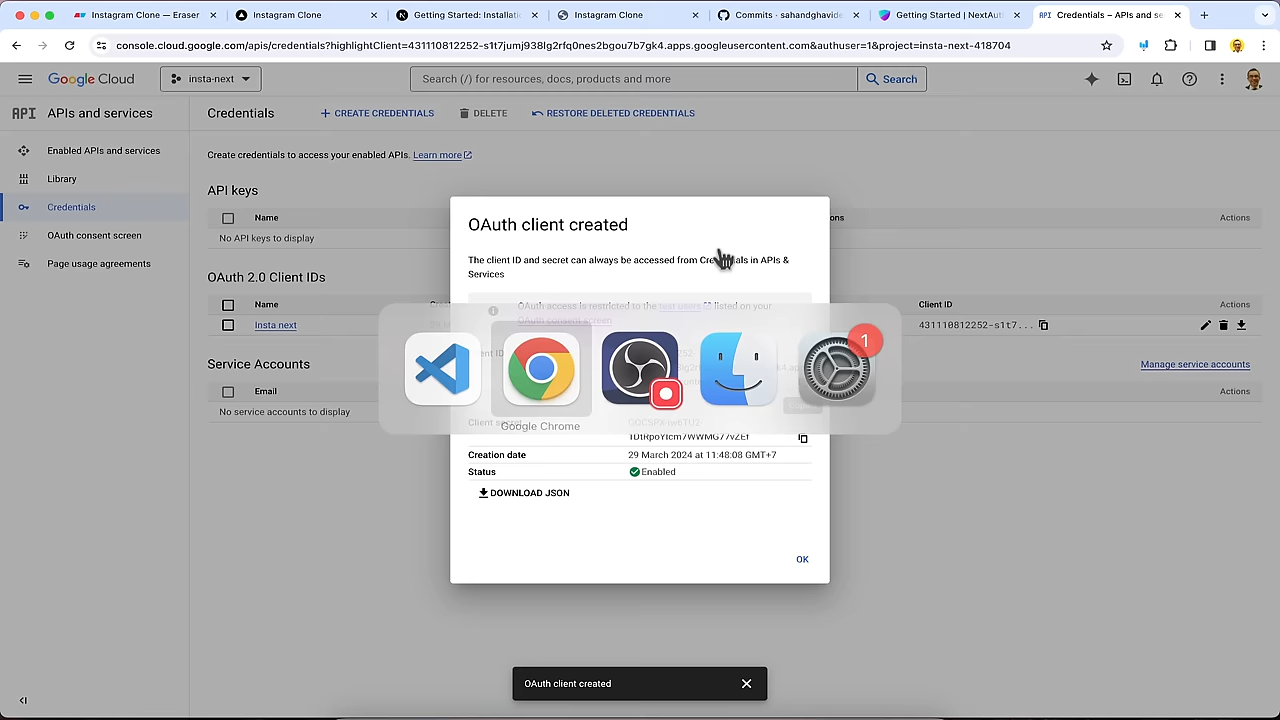 Instagram Clone — Eraser
Instagram Clone
Getting Started: Installatio
Instagram Clone
Commits · sahandghavide
Getting Started | NextAut
Credentials – APIs and se
console.cloud.google.com/apis/credentials?highlightClient=431110812252-s1t7jumj938lg2rfq0nes2bgou7b7gk4.apps.googleusercontent.com&authuser=1&project=insta-next-418704
Google Cloud
insta-next
Search (/) for resources, docs, products and more
Search
API APIs and services
Credentials
CREATE CREDENTIALS
DELETE
RESTORE DELETED CREDENTIALS
Enabled APIs and services
Library
Credentials
OAuth consent screen
Page usage agreements
Create credentials to access your enabled APIs. Learn more
API keys
Name
ons
Actions
No API keys to display
OAuth 2.0 Client IDs
Name
Client ID
Actions
Insta next
431110812252-s1t7...
Service Accounts
Manage service accounts
Email
Actions
No service accounts to display
OAuth client created
The client ID and secret can always be accessed from Credentials in APIs &
Services
OAuth access is restricted to the test users listed on your
OAuth consent screen
1
Google Chrome
Client secret
Creation date
29 March 2024 at 11:48:08 GMT+7
Status
Enabled
DOWNLOAD JSON
OK
OAuth client created